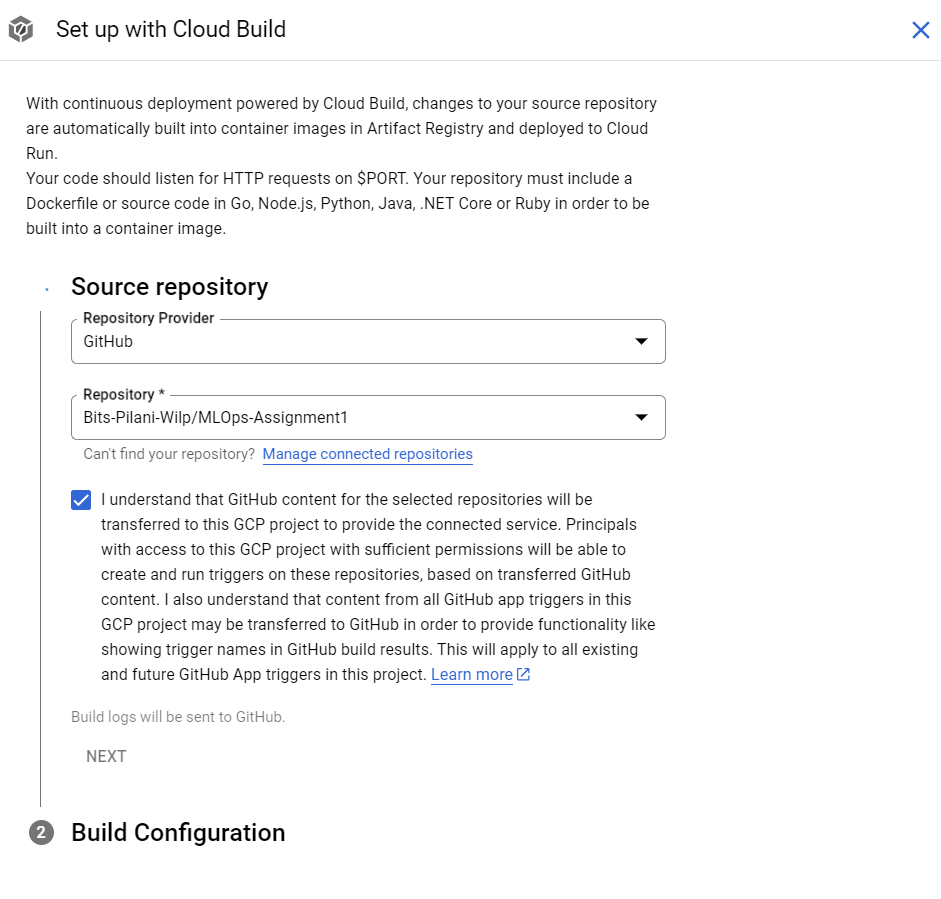 Set up with Cloud Build
With continuous deployment powered by Cloud Build, changes to your source repository
are automatically built into container images in Artifact Registry and deployed to Cloud
Run.
Your code should listen for HTTP requests on $PORT. Your repository must include a
Dockerfile or source code in Go, Node.js, Python, Java, .NET Core or Ruby in order to be
built into a container image.
Source repository
Repository Provider
GitHub
Repository *
Bits-Pilani-Wilp/MLOps-Assignment1
Can't find your repository? Manage connected repositories
I understand that GitHub content for the selected repositories will be
transferred to this GCP project to provide the connected service. Principals
with access to this GCP project with sufficient permissions will be able to
create and run triggers on these repositories, based on transferred GitHub
content. I also understand that content from all GitHub app triggers in this
GCP project may be transferred to GitHub in order to provide functionality like
showing trigger names in GitHub build results. This will apply to all existing
and future GitHub App triggers in this project. Learn more
Build logs will be sent to GitHub.
NEXT
2 Build Configuration